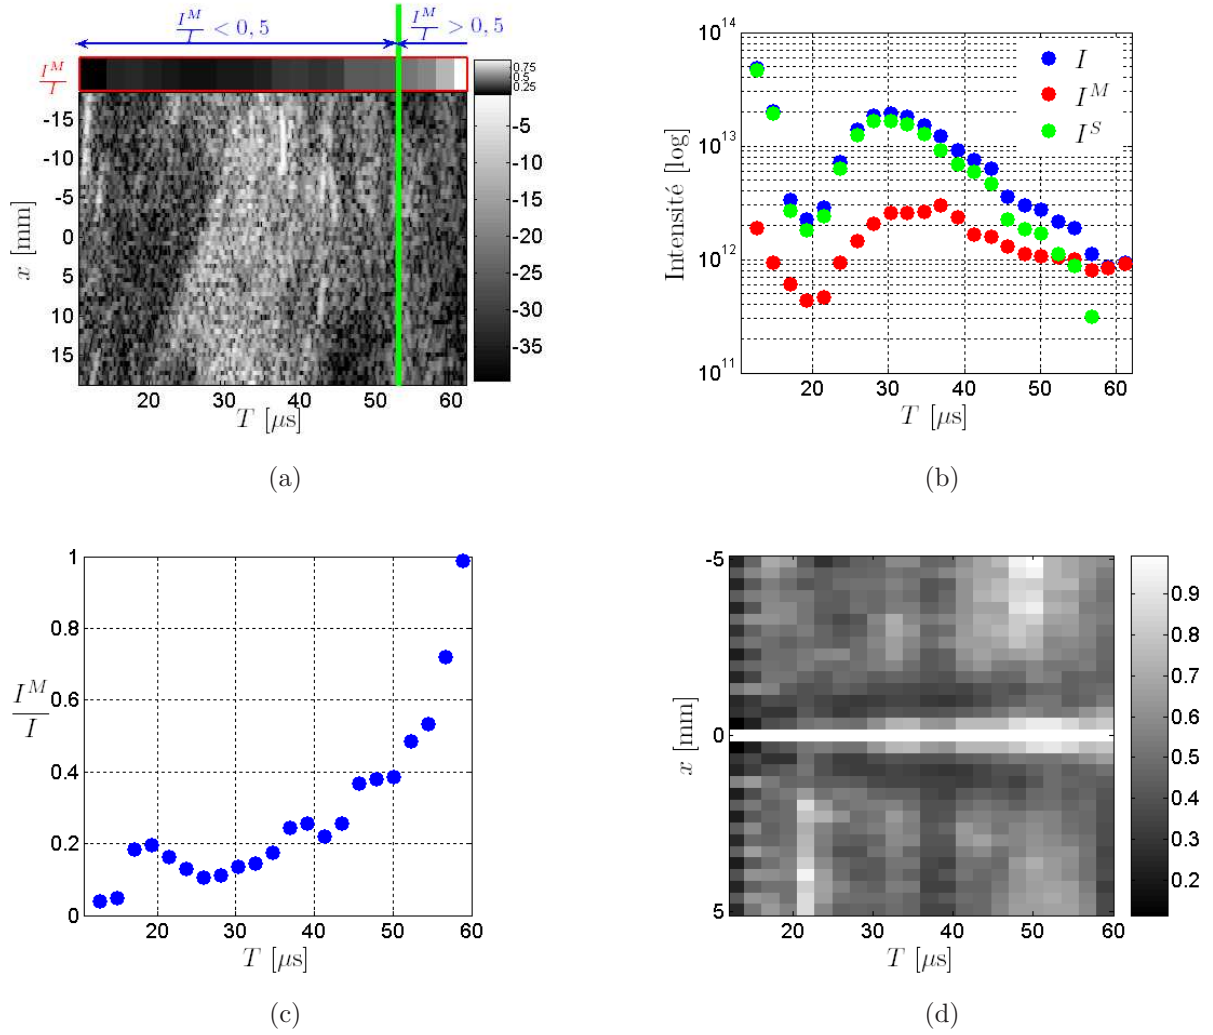 I^M/I < 0,5
I^M/I > 0,5
I^M/I
0.75
0.5
0.25
-15
-10
-5
0
5
10
15
x [mm]
-5
-10
-15
-20
-25
-30
-35
20 30 40 50 60
T [μs]
(a)
10^14
10^13
10^12
10^11
Intensité [log]
I
I^M
I^S
20 30 40 50 60
T [μs]
(b)
1
0.8
0.6
0.4
0.2
0
I^M/I
20 30 40 50 60
T [μs]
(c)
-5
0
5
x [mm]
0.9
0.8
0.7
0.6
0.5
0.4
0.3
0.2
20 30 40 50 60
T [μs]
(d)